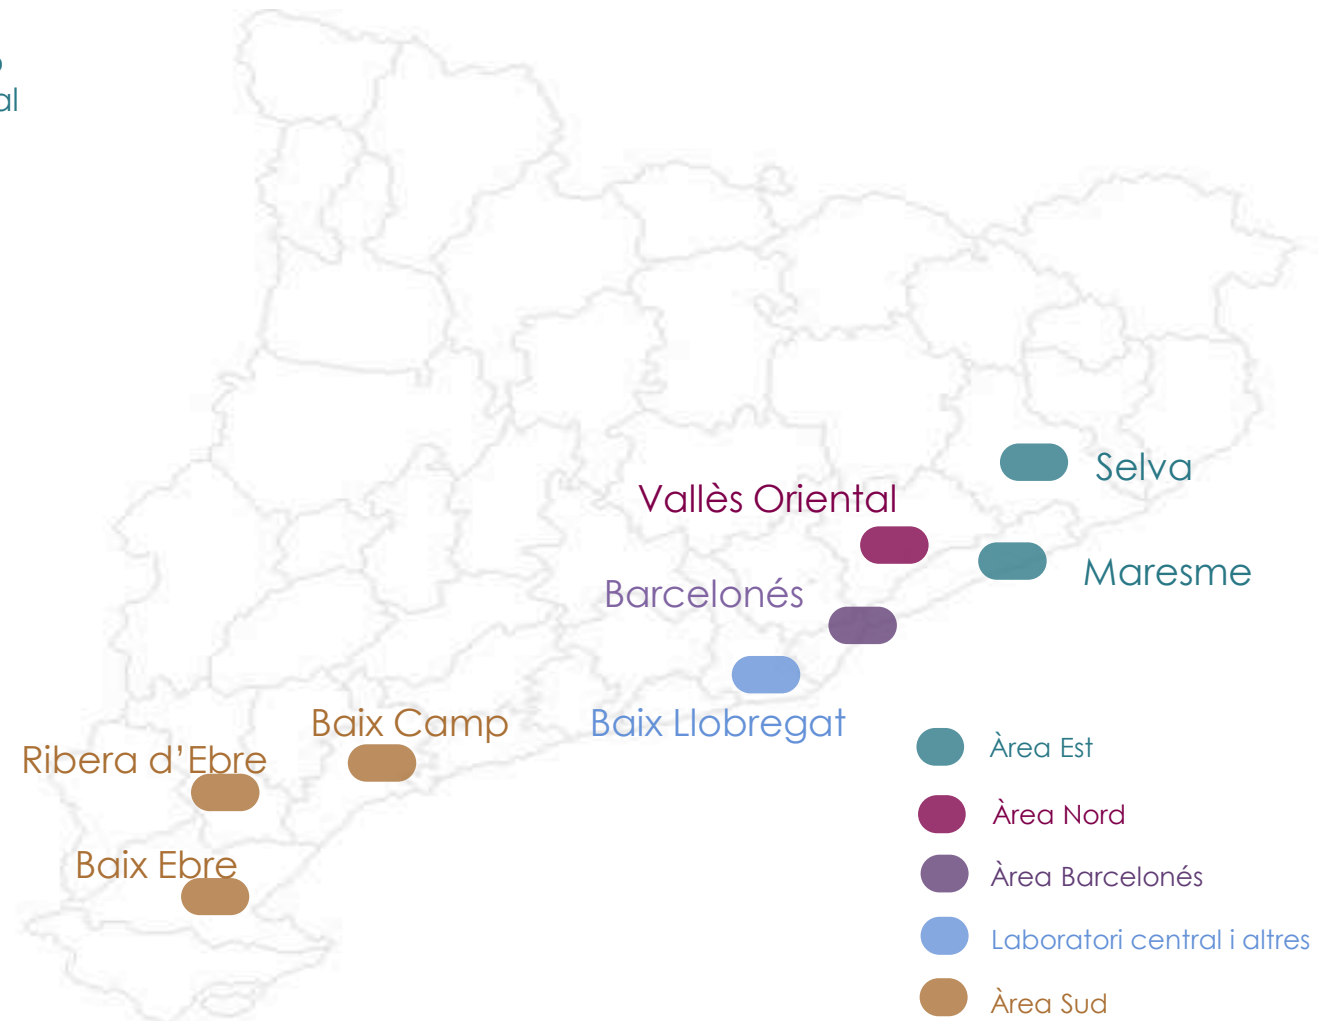 al
Selva
Vallès Oriental
Maresme
Barcelonés
Baix Camp
Baix Llobregat
Ribera d’Ebre
Baix Ebre
Àrea Est
Àrea Nord
Àrea Barcelonés
Laboratori central i altres
Àrea Sud